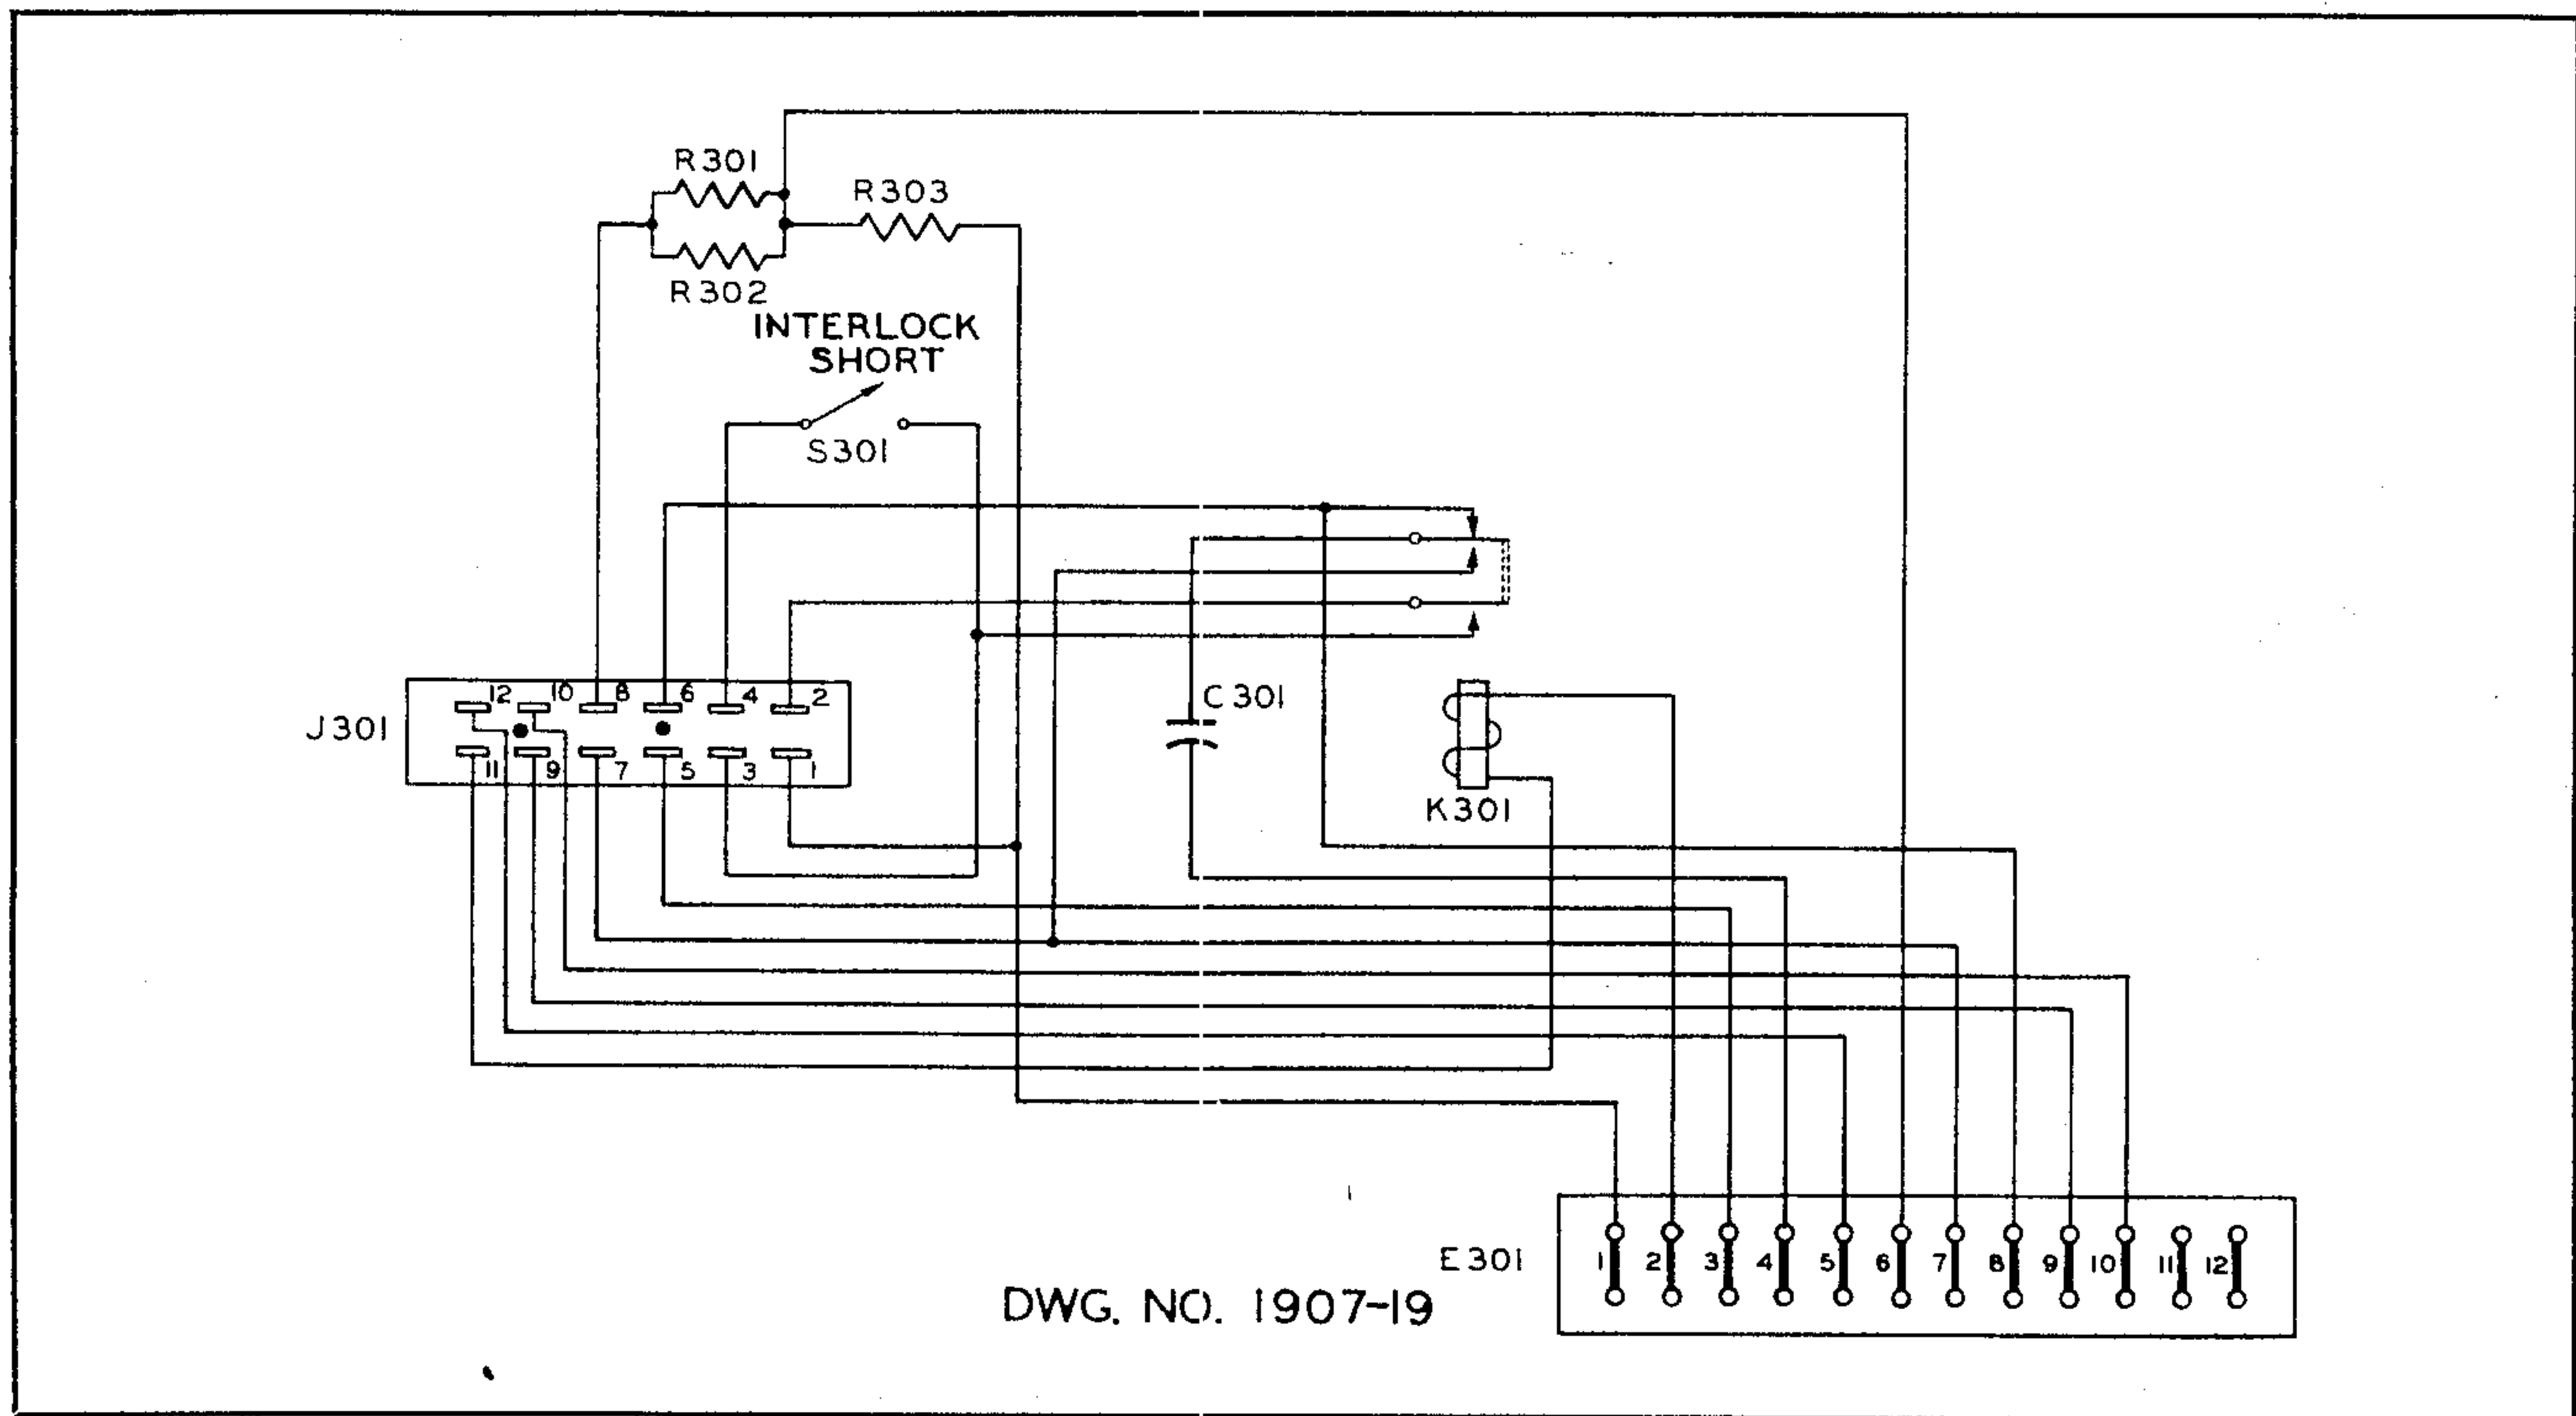 R301
R303
R302
INTERLOCK
SHORT
S301
12 10 8 6 4 2
J301
11 9 7 5 3 1
C301
K301
E301
1 2 3 4 5 6 7 8 9 10 11 12
DWG. NO. 1907-19